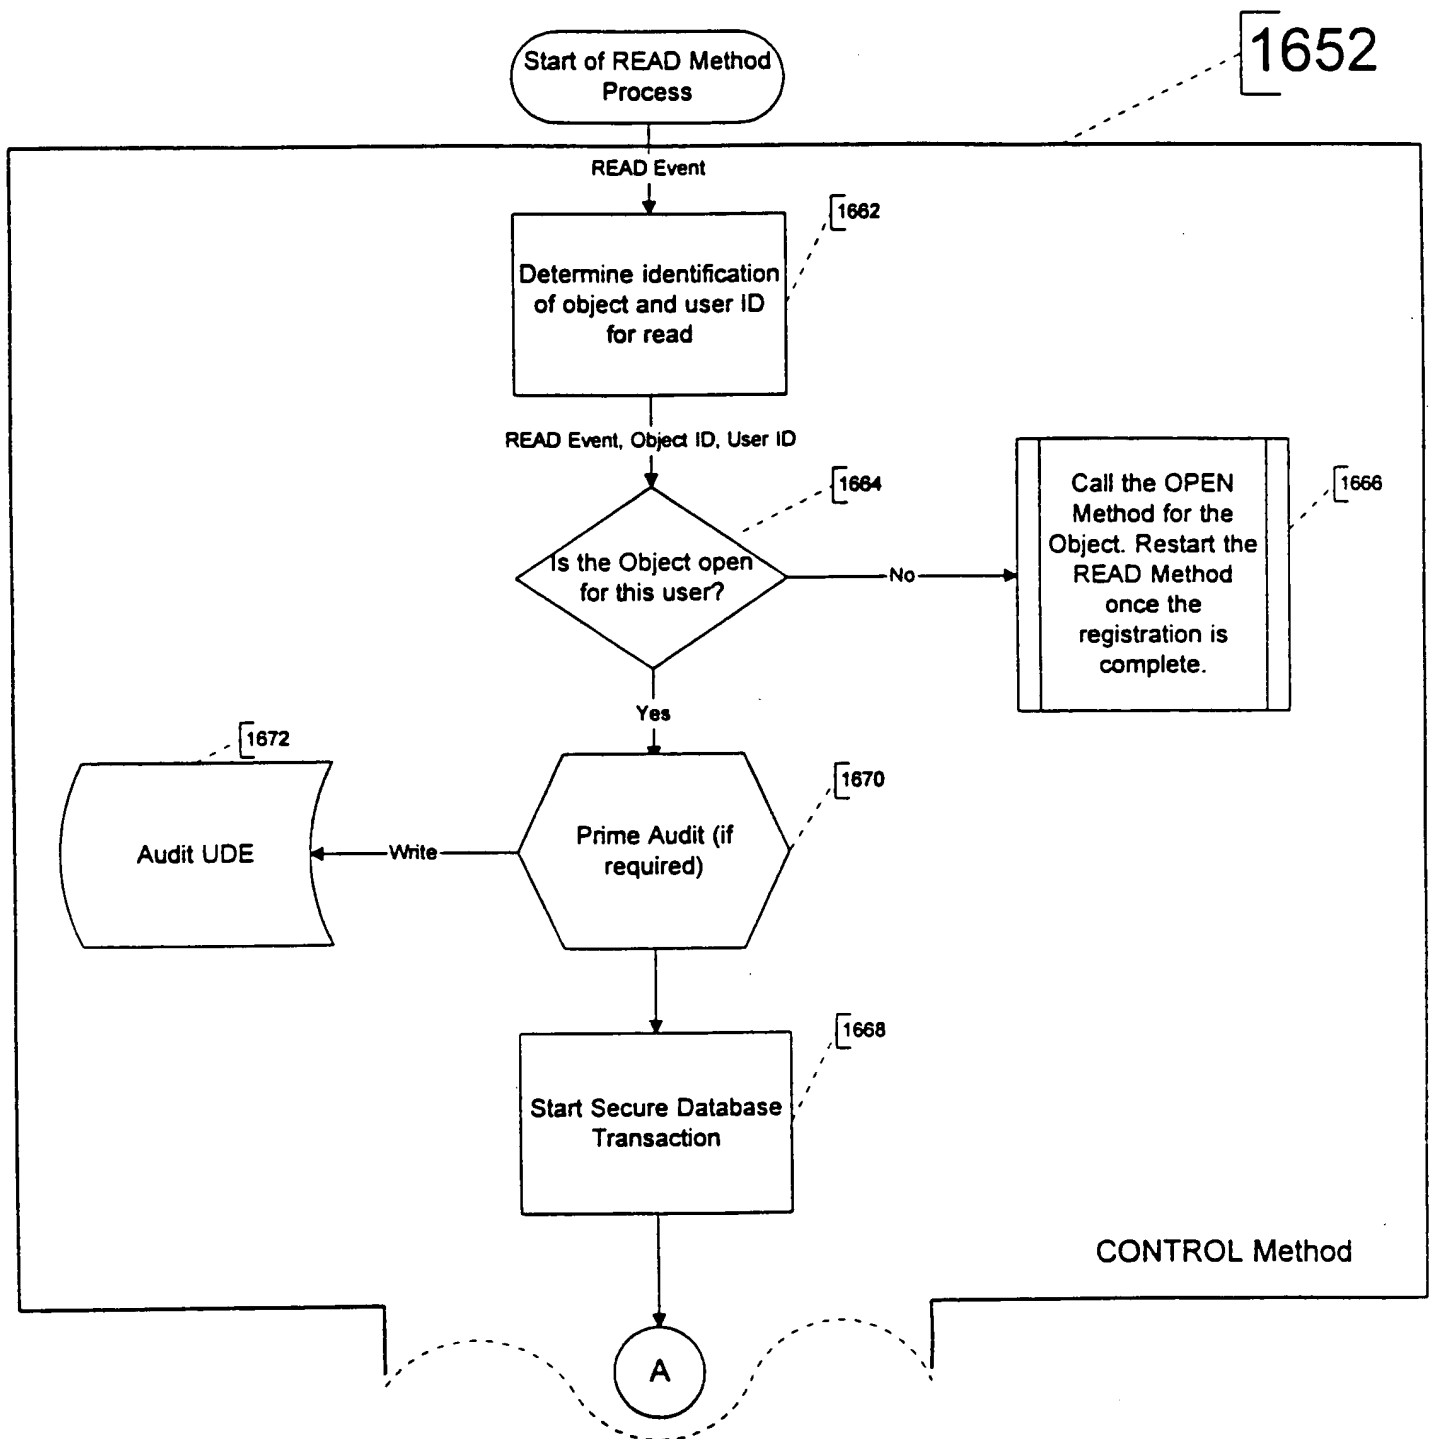 1652
Start of READ Method
Process
READ Event
1662
Determine identification
of object and user ID
for read
READ Event, Object ID, User ID
1664
Is the Object open
for this user?
No
Call the OPEN
Method for the
Object. Restart the
READ Method
once the
registration is
complete.
1666
Yes
1672
Audit UDE
Write
Prime Audit (if
required)
1670
1668
Start Secure Database
Transaction
CONTROL Method
A